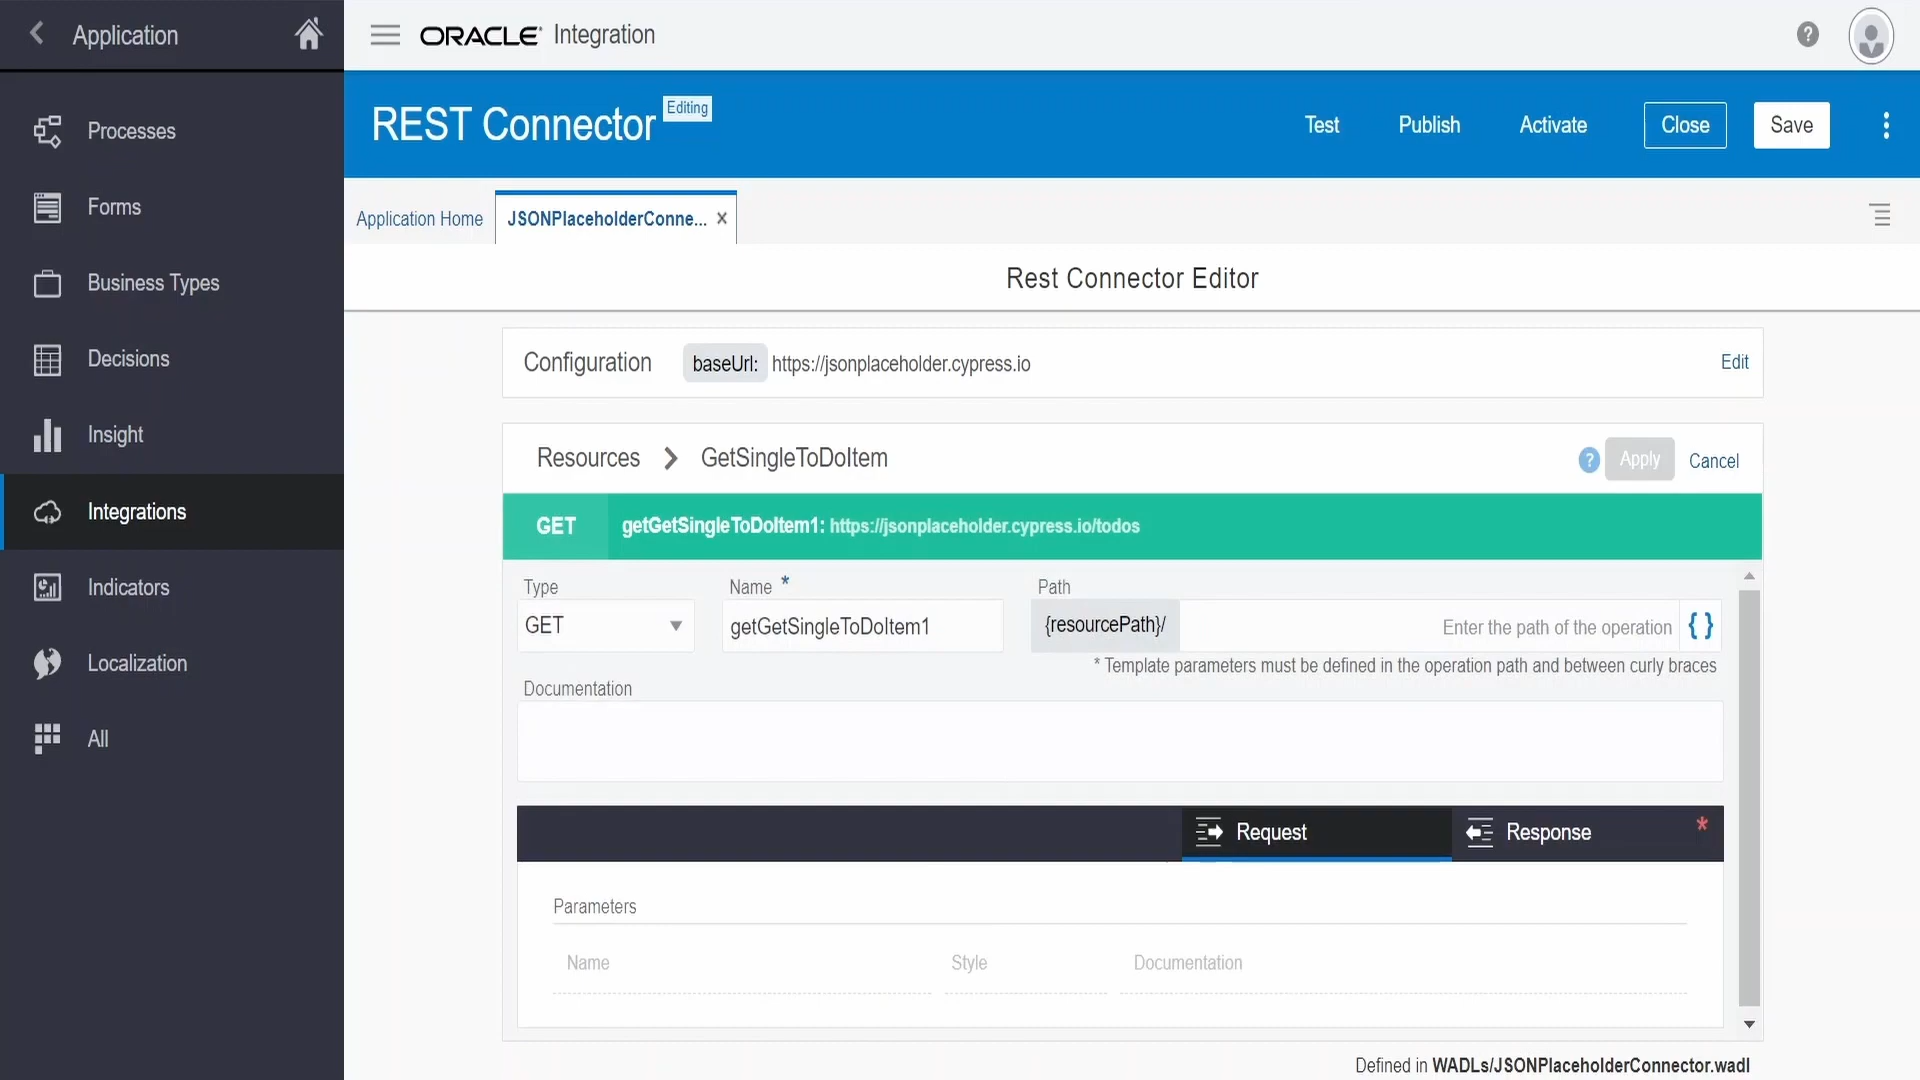 Application
ORACLE Integration
?
REST Connector Editing
Test
Publish
Activate
Close
Save
Processes
Forms
Business Types
Decisions
Insight
Integrations
Indicators
Localization
All
Application Home
JSONPlaceholderConne... ×
Rest Connector Editor
Configuration baseUrl: https://jsonplaceholder.cypress.io Edit
Resources > GetSingleToDoItem ? Apply Cancel
GET getGetSingleToDoItem1: https://jsonplaceholder.cypress.io/todos
Type Name * Path
GET getGetSingleToDoItem1 {resourcePath}/ Enter the path of the operation {}
* Template parameters must be defined in the operation path and between curly braces
Documentation
Request Response *
Parameters
Name Style Documentation
Defined in WADLs/JSONPlaceholderConnector.wadl